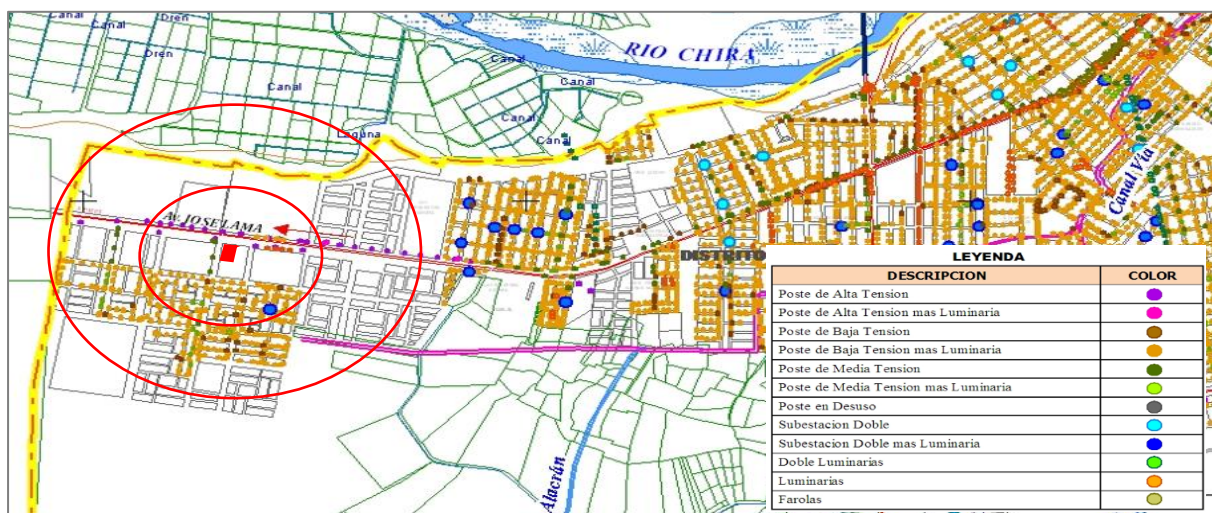 Canal
Canal
Dren
Dren
Canal
RIO CHIRA
Canal
Canal
Canal
Laguna
Canal
Av. JOSE LAMA
Canal Vía
DISTRITO
Alacrán
LEYENDA
DESCRIPCION COLOR
Poste de Alta Tension
Poste de Alta Tension mas Luminaria
Poste de Baja Tension
Poste de Baja Tension mas Luminaria
Poste de Media Tension
Poste de Media Tension mas Luminaria
Poste en Desuso
Subestacion Doble
Subestacion Doble mas Luminaria
Doble Luminarias
Luminarias
Farolas